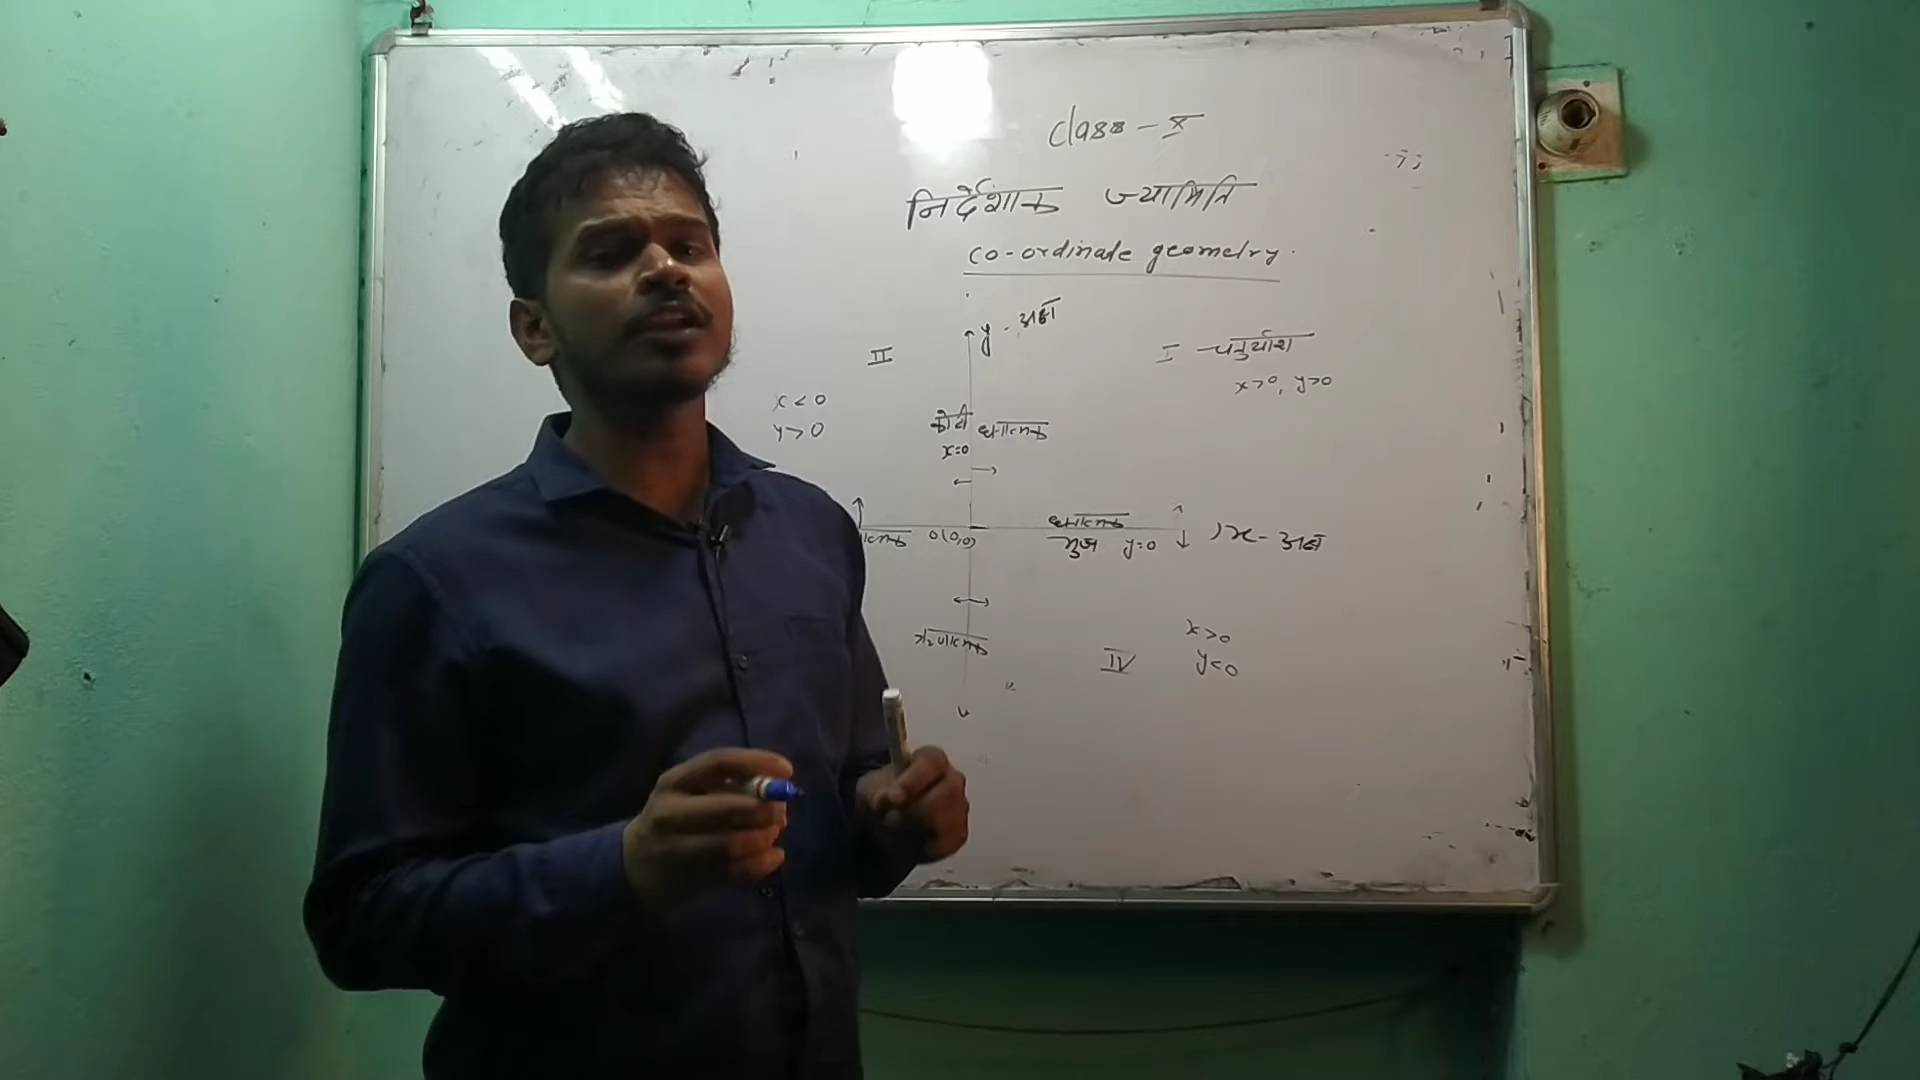 Class - X
निर्देशांक ज्यामिति
co-ordinate geometry.
y - अक्ष
II
I - चतुर्थांश
x>0, y>0
x<0
y>0
कोटी
धनात्मक
x=0
धनात्मक
O(0,0)
भुज y=0
x - अक्ष
ऋणात्मक
x>0
IV
y<0